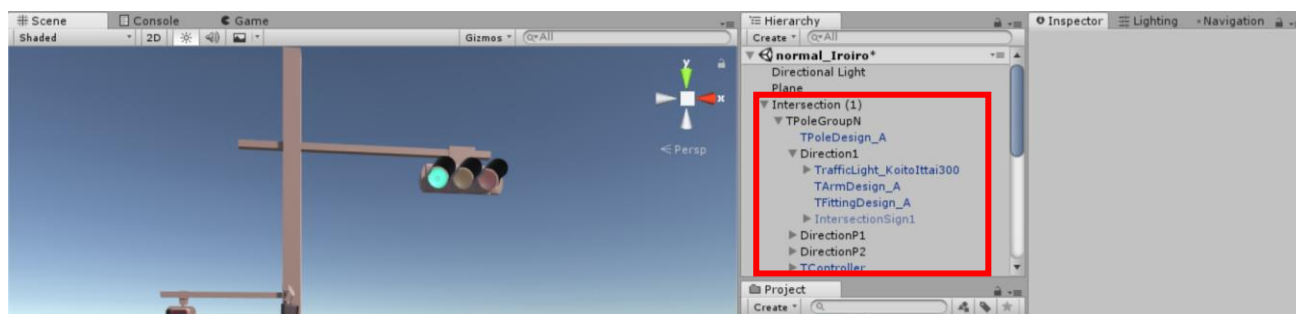 Scene Console Game
Shaded 2D Gizmos All
y
x
Persp
Hierarchy
Create All
normal_Iroiro*
Directional Light
Plane
Intersection (1)
TPoleGroupN
TPoleDesign_A
Direction1
TrafficLight_KoitoIttai300
TArmDesign_A
TFittingDesign_A
IntersectionSign1
DirectionP1
DirectionP2
TController
Project
Create
Inspector Lighting Navigation